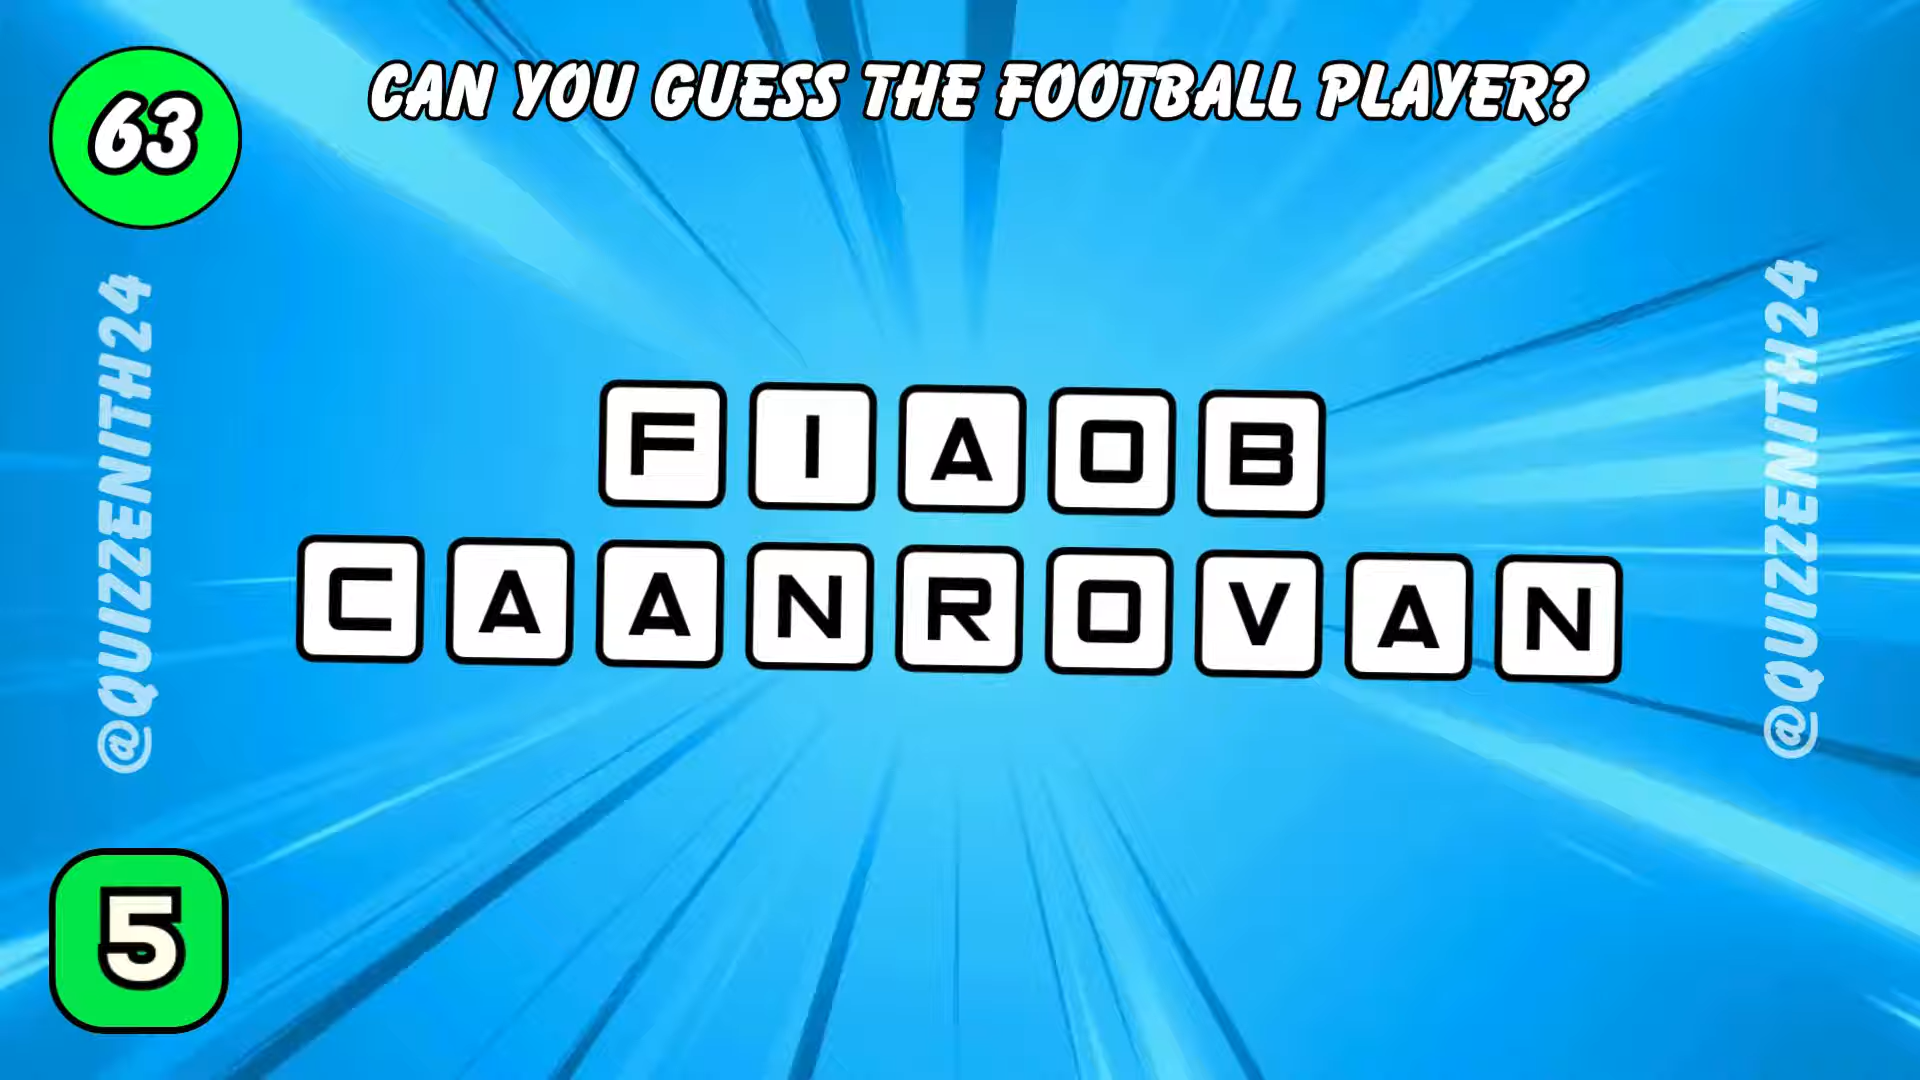 63
CAN YOU GUESS THE FOOTBALL PLAYER?
@QUIZZENITH24
@QUIZZENITH24
FIAOB
CAANROVAN
5